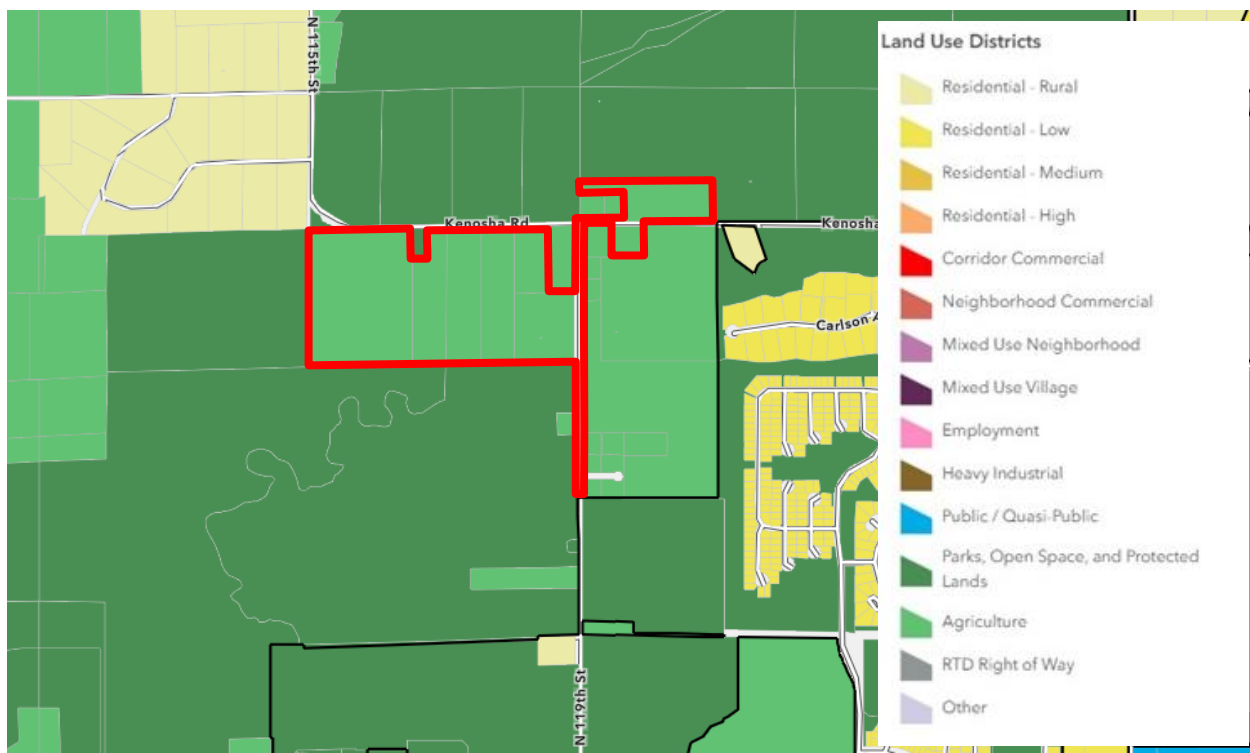 N 115th St
Kenosha Rd
Kenosha
Carlson A
N 119th St
Land Use Districts
Residential - Rural
Residential - Low
Residential - Medium
Residential - High
Corridor Commercial
Neighborhood Commercial
Mixed Use Neighborhood
Mixed Use Village
Employment
Heavy Industrial
Public / Quasi-Public
Parks, Open Space, and Protected
Lands
Agriculture
RTD Right of Way
Other